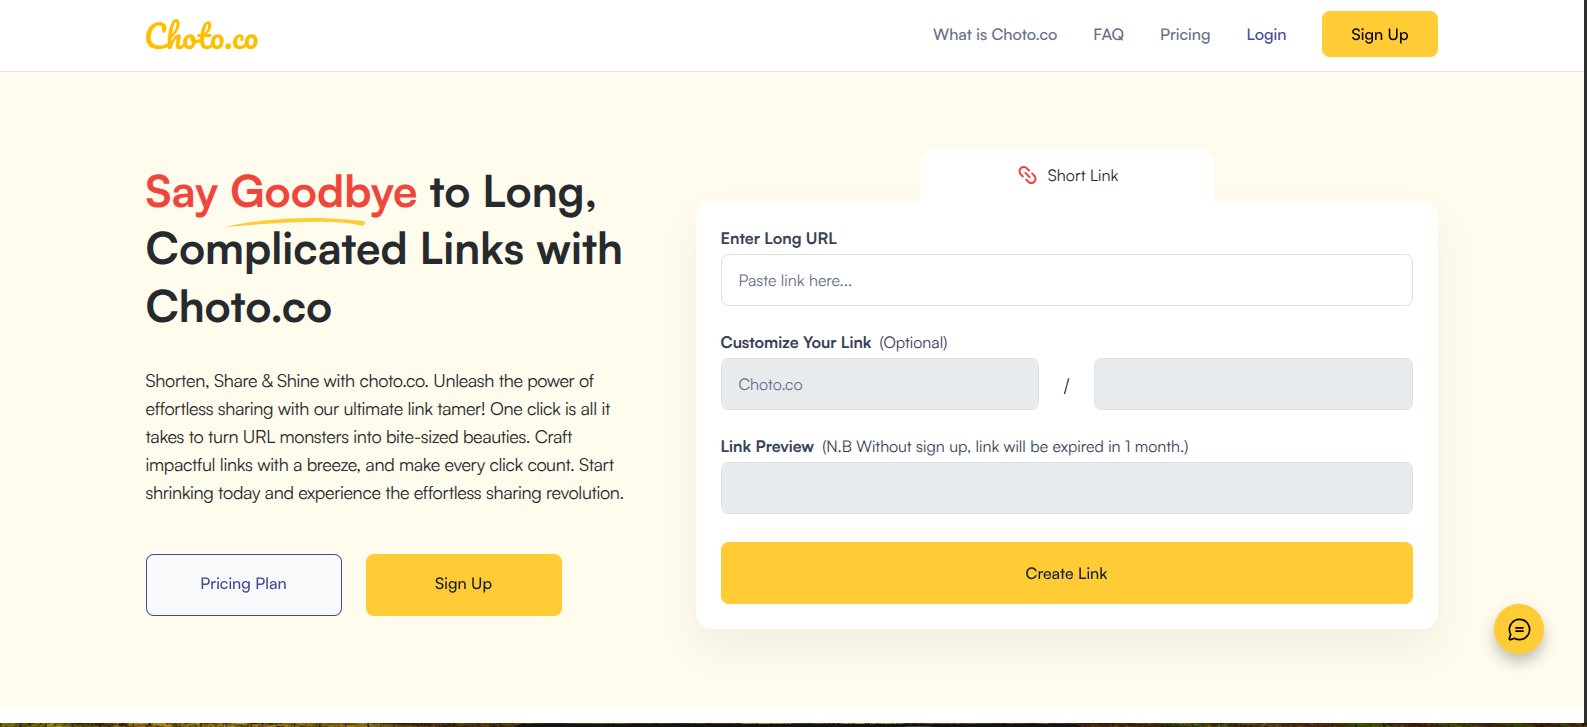 Choto.co
What is Choto.co
FAQ
Pricing
Login
Sign Up
Say Goodbye to Long,
Complicated Links with
Choto.co
Shorten, Share & Shine with choto.co. Unleash the power of
effortless sharing with our ultimate link tamer! One click is all it
takes to turn URL monsters into bite-sized beauties. Craft
impactful links with a breeze, and make every click count. Start
shrinking today and experience the effortless sharing revolution.
Pricing Plan
Sign Up
Short Link
Enter Long URL
Paste link here...
Customize Your Link (Optional)
Choto.co
/
Link Preview (N.B Without sign up, link will be expired in 1 month.)
Create Link